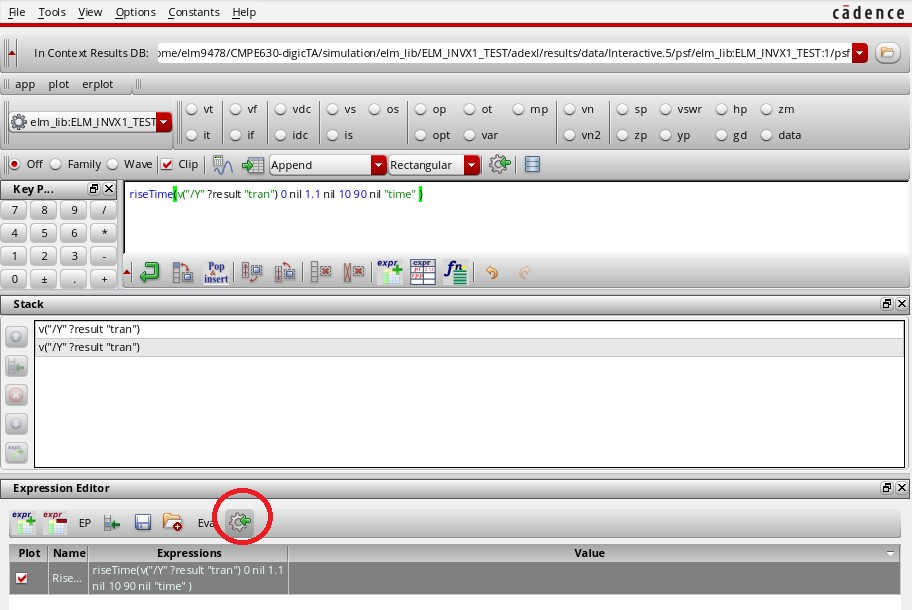 File Tools View Options Constants Help
cādence
In Context Results DB: ome/elm9478/CMPE630-digicTA/simulation/elm_lib/ELM_INVX1_TEST/adexl/results/data/Interactive.5/psf/elm_lib:ELM_INVX1_TEST:1/psf
app plot erplot
elm_lib:ELM_INVX1_TEST
vt vf vdc vs os op ot mp vn sp vswr hp zm
it if idc is opt var vn2 zp yp gd data
Off Family Wave Clip Append Rectangular
Key P...
7 8 9 /
4 5 6 *
1 2 3 -
0 ± . +
riseTime(v("/Y" ?result "tran") 0 nil 1.1 nil 10 90 nil "time" )
Pop & insert expr expr fn
Stack
v("/Y" ?result "tran")
v("/Y" ?result "tran")
expr
Expression Editor
expr expr EP Eva
Plot Name Expressions Value
Rise... riseTime(v("/Y" ?result "tran") 0 nil 1.1
nil 10 90 nil "time" )